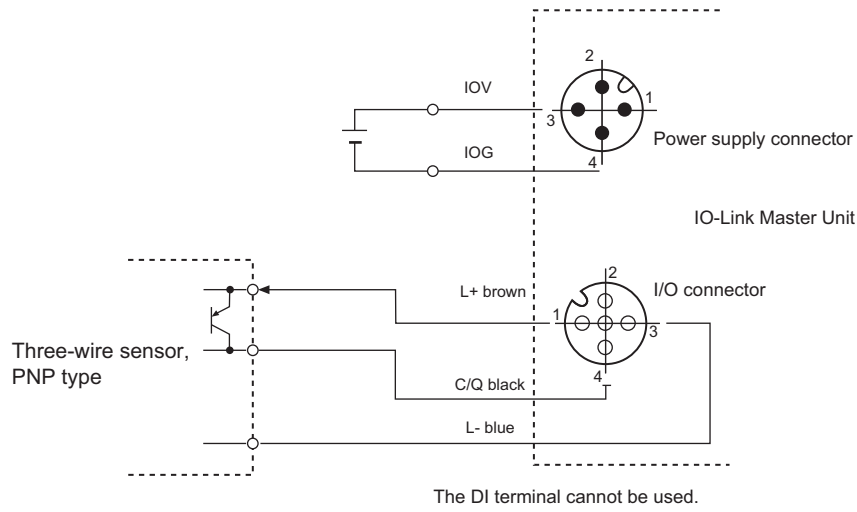 2
IOV
1
3
Power supply connector
IOG
4
IO-Link Master Unit
2
L+ brown
I/O connector
1
3
Three-wire sensor,
PNP type
4
C/Q black
L- blue
The DI terminal cannot be used.